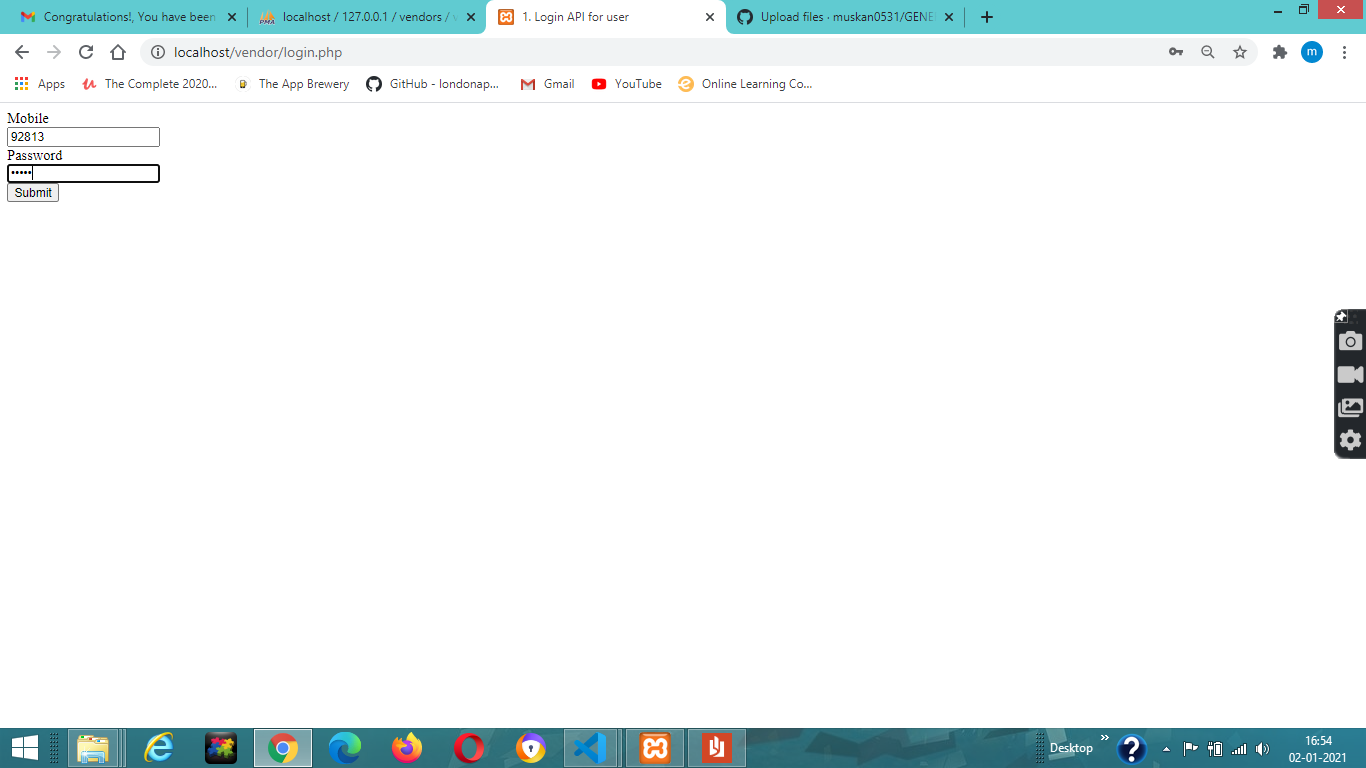 Congratulations!, You have been
localhost / 127.0.0.1 / vendors /
1. Login API for user
Upload files · muskan0531/GENE
localhost/vendor/login.php
m
Apps
The Complete 2020...
The App Brewery
GitHub - londonap...
Gmail
YouTube
Online Learning Co...
Mobile
92813
Password
•••••
Submit
Desktop
16:54
02-01-2021